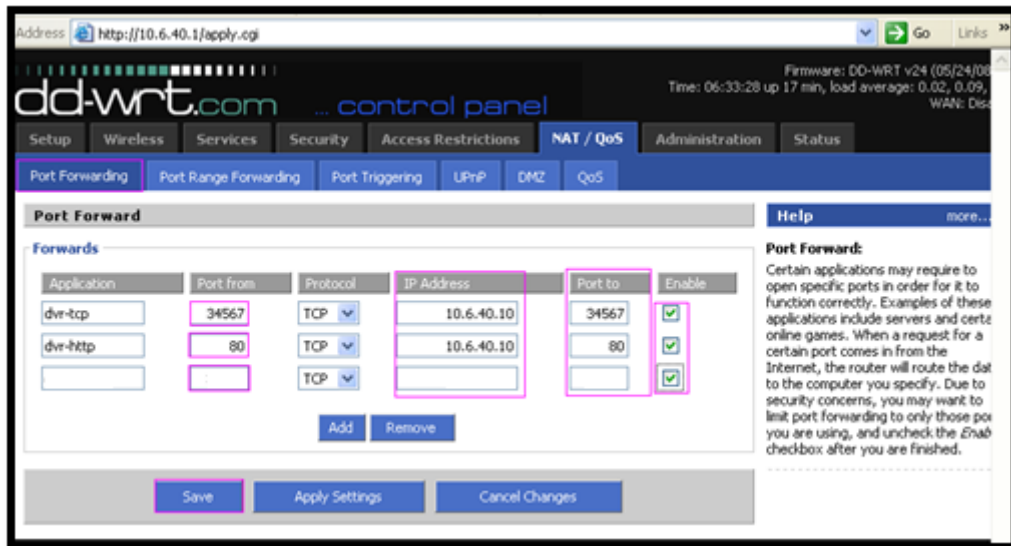 Address http://10.6.40.1/apply.cgi Go Links »
dd-wrt.com ... control panel
Firmware: DD-WRT v24 (05/24/08
Time: 06:33:28 up 17 min, load average: 0.02, 0.09,
WAN: Disa
Setup Wireless Services Security Access Restrictions NAT / QoS Administration Status
Port Forwarding Port Range Forwarding Port Triggering UPnP DMZ QoS
Port Forward
Forwards
Application Port from Protocol IP Address Port to Enable
dvr-tcp 34567 TCP 10.6.40.10 34567
dvr-http 80 TCP 10.6.40.10 80
TCP
Add Remove
Save Apply Settings Cancel Changes
Help more...
Port Forward:
Certain applications may require to
open specific ports in order for it to
function correctly. Examples of these
applications include servers and certa
online games. When a request for a
certain port comes in from the
Internet, the router will route the dat
to the computer you specify. Due to
security concerns, you may want to
limit port forwarding to only those por
you are using, and uncheck the Enab
checkbox after you are finished.